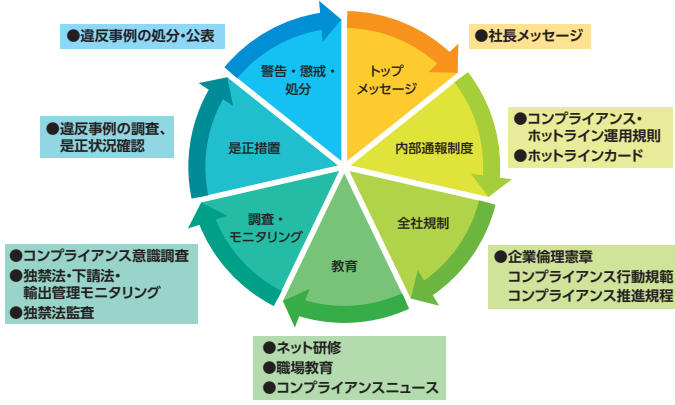 トップ
メッセージ
●社長メッセージ
内部通報制度
●コンプライアンス・
ホットライン運用規則
●ホットラインカード
全社規制
●企業倫理憲章
コンプライアンス行動規範
コンプライアンス推進規程
教育
●ネット研修
●職場教育
●コンプライアンスニュース
調査・
モニタリング
●コンプライアンス意識調査
●独禁法・下請法・
輸出管理モニタリング
●独禁法監査
是正措置
●違反事例の調査、
是正状況確認
警告・懲戒・
処分
●違反事例の処分・公表